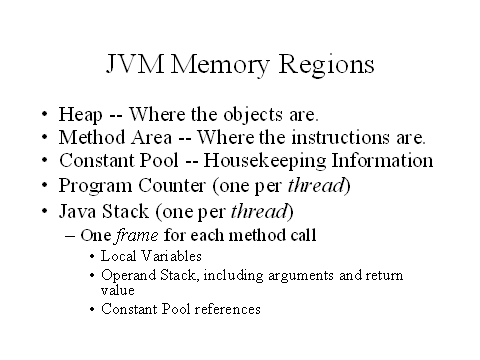 JVM Memory Regions
• Heap -- Where the objects are.
• Method Area -- Where the instructions are.
• Constant Pool -- Housekeeping Information
• Program Counter (one per thread)
• Java Stack (one per thread)
– One frame for each method call
• Local Variables
• Operand Stack, including arguments and return
value
• Constant Pool references